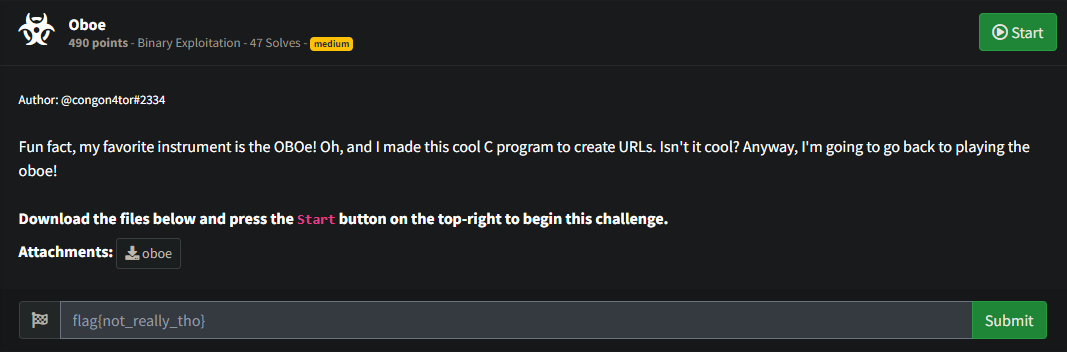 Oboe
490 points - Binary Exploitation - 47 Solves - medium
Start
Author: @congon4tor#2334
Fun fact, my favorite instrument is the OBOe! Oh, and I made this cool C program to create URLs. Isn't it cool? Anyway, I'm going to go back to playing the
oboe!
Download the files below and press the Start button on the top-right to begin this challenge.
Attachments: oboe
flag{not_really_tho}
Submit